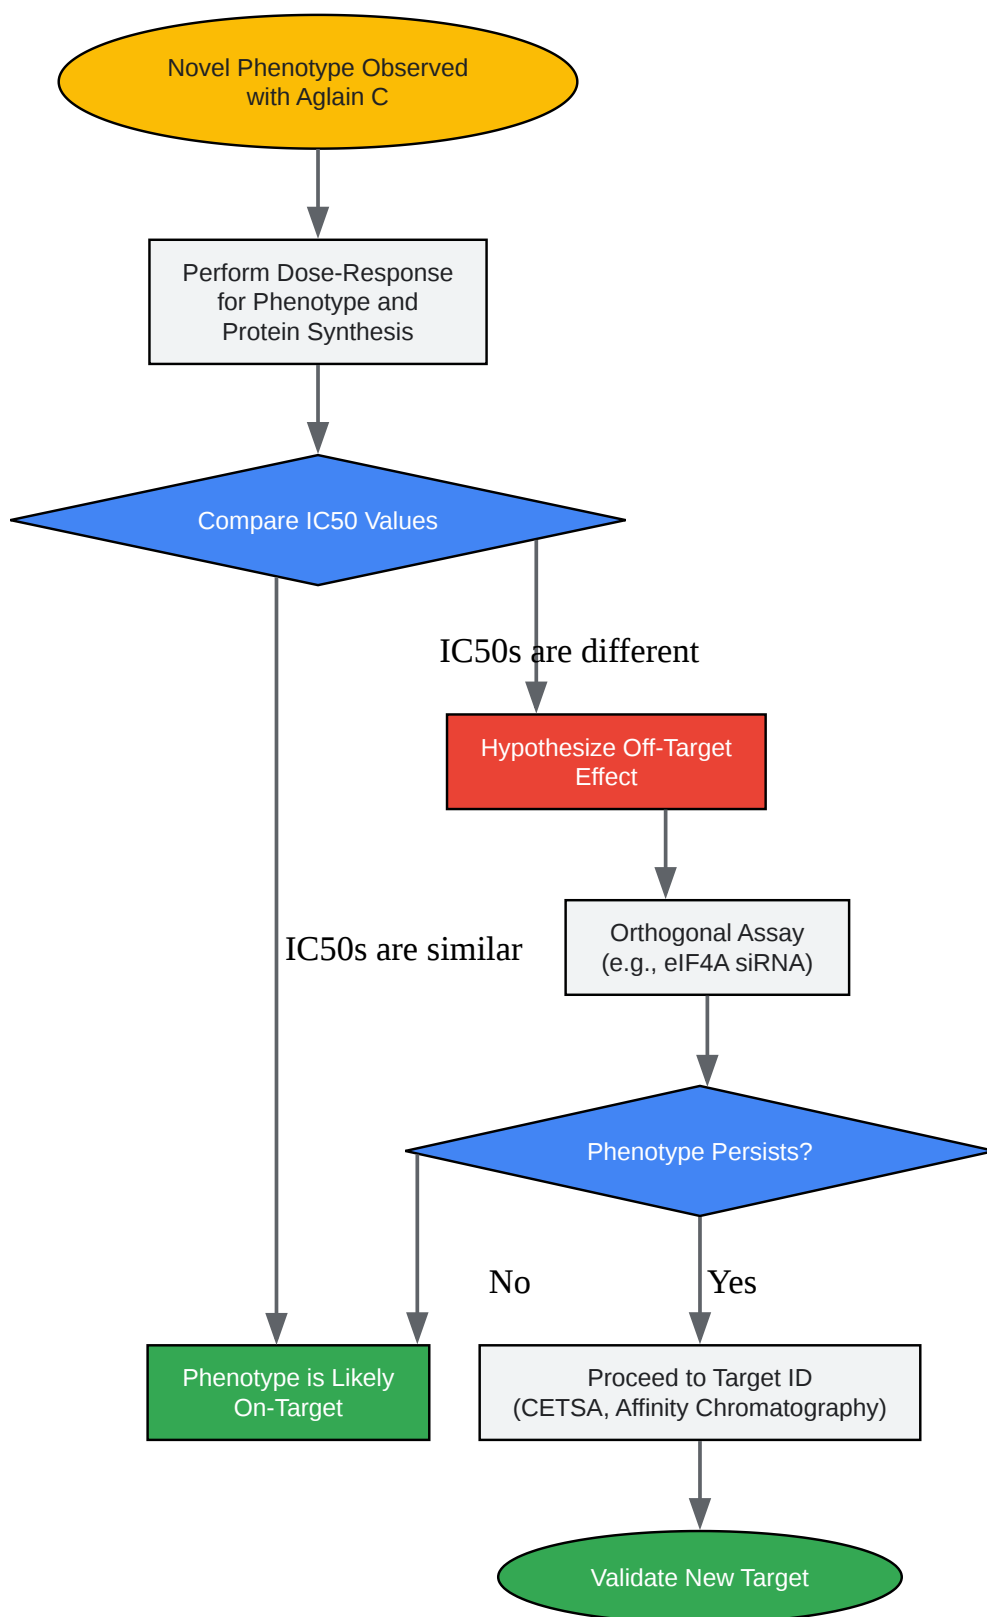 Novel Phenotype Observed
with Aglain C
Perform Dose-Response
for Phenotype and
Protein Synthesis
Compare IC50 Values
IC50s are different
Hypothesize Off-Target
Effect
Orthogonal Assay
(e.g., eIF4A siRNA)
IC50s are similar
Phenotype Persists?
No
Yes
Phenotype is Likely
On-Target
Proceed to Target ID
(CETSA, Affinity Chromatography)
Validate New Target